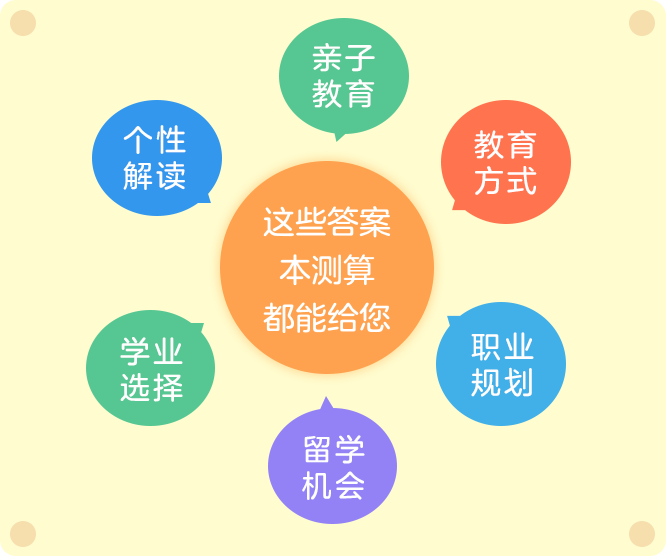 亲子
教育
个性
解读
教育
方式
这些答案
本测算
都能给您
学业
选择
职业
规划
留学
机会